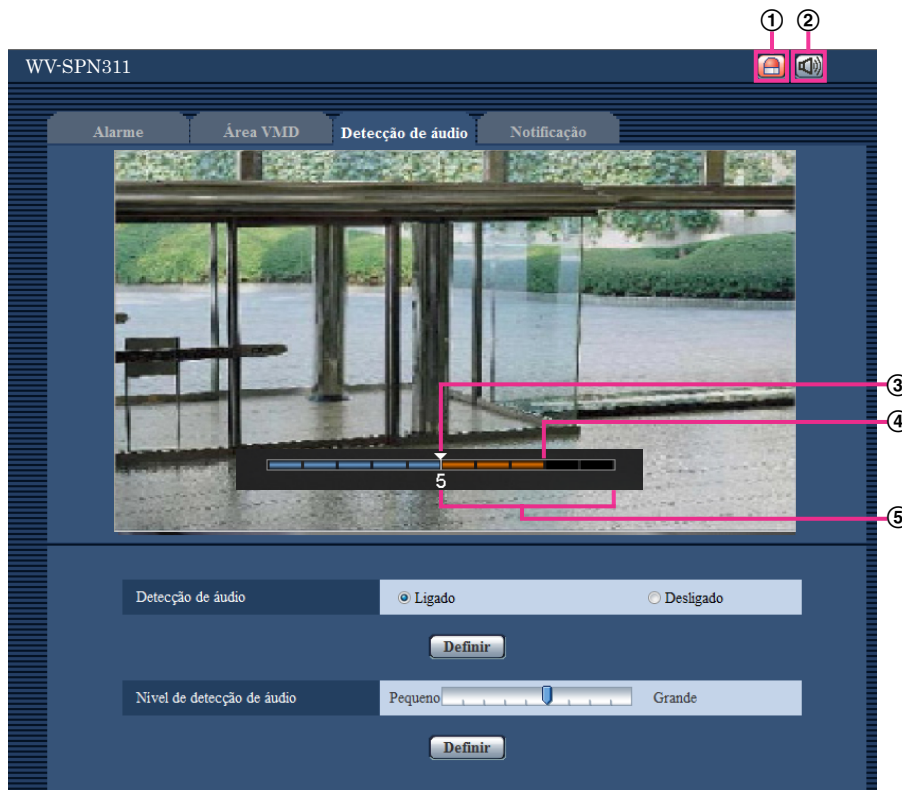 ① ②
WV-SPN311
Alarme Área VMD Detecção de áudio Notificação
③
④
5
⑤
Detecção de áudio Ligado Desligado
Definir
Nivel de detecção de áudio Pequeno Grande
Definir